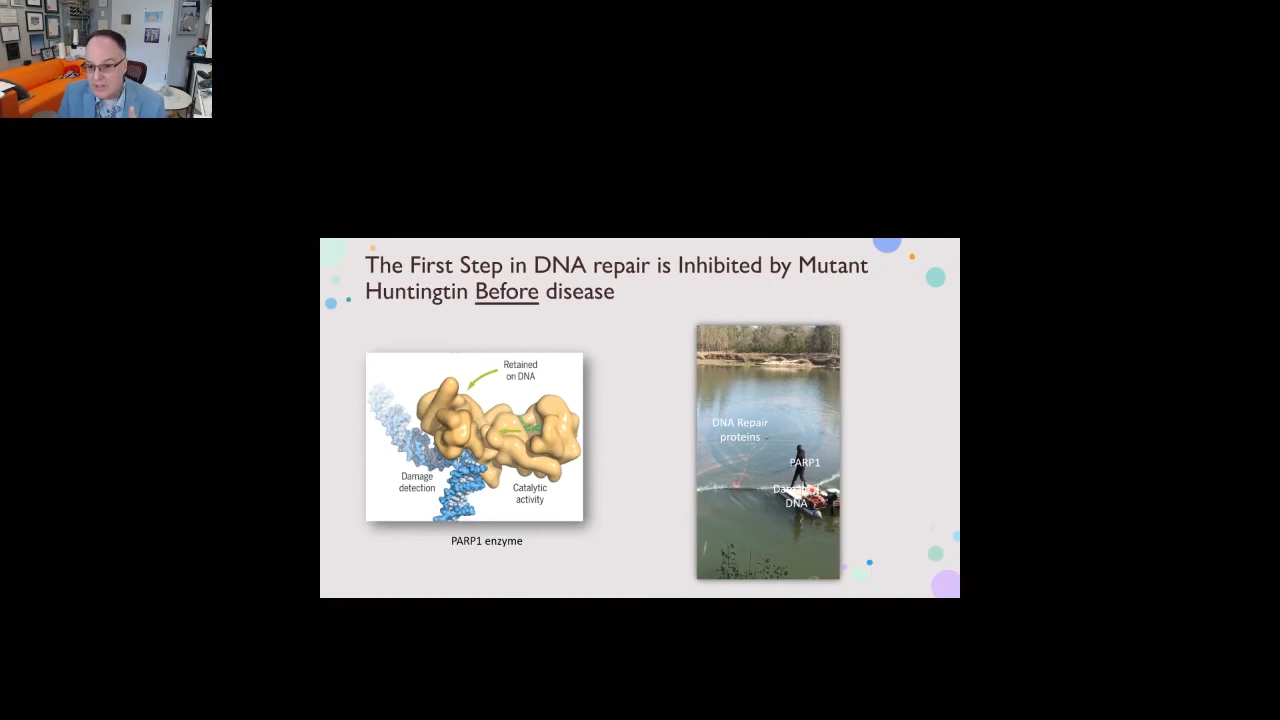 The First Step in DNA repair is Inhibited by Mutant
Huntingtin Before disease
Retained
on DNA
Damage
detection
Catalytic
activity
PARP1 enzyme
DNA Repair
proteins
PARP1
DNA